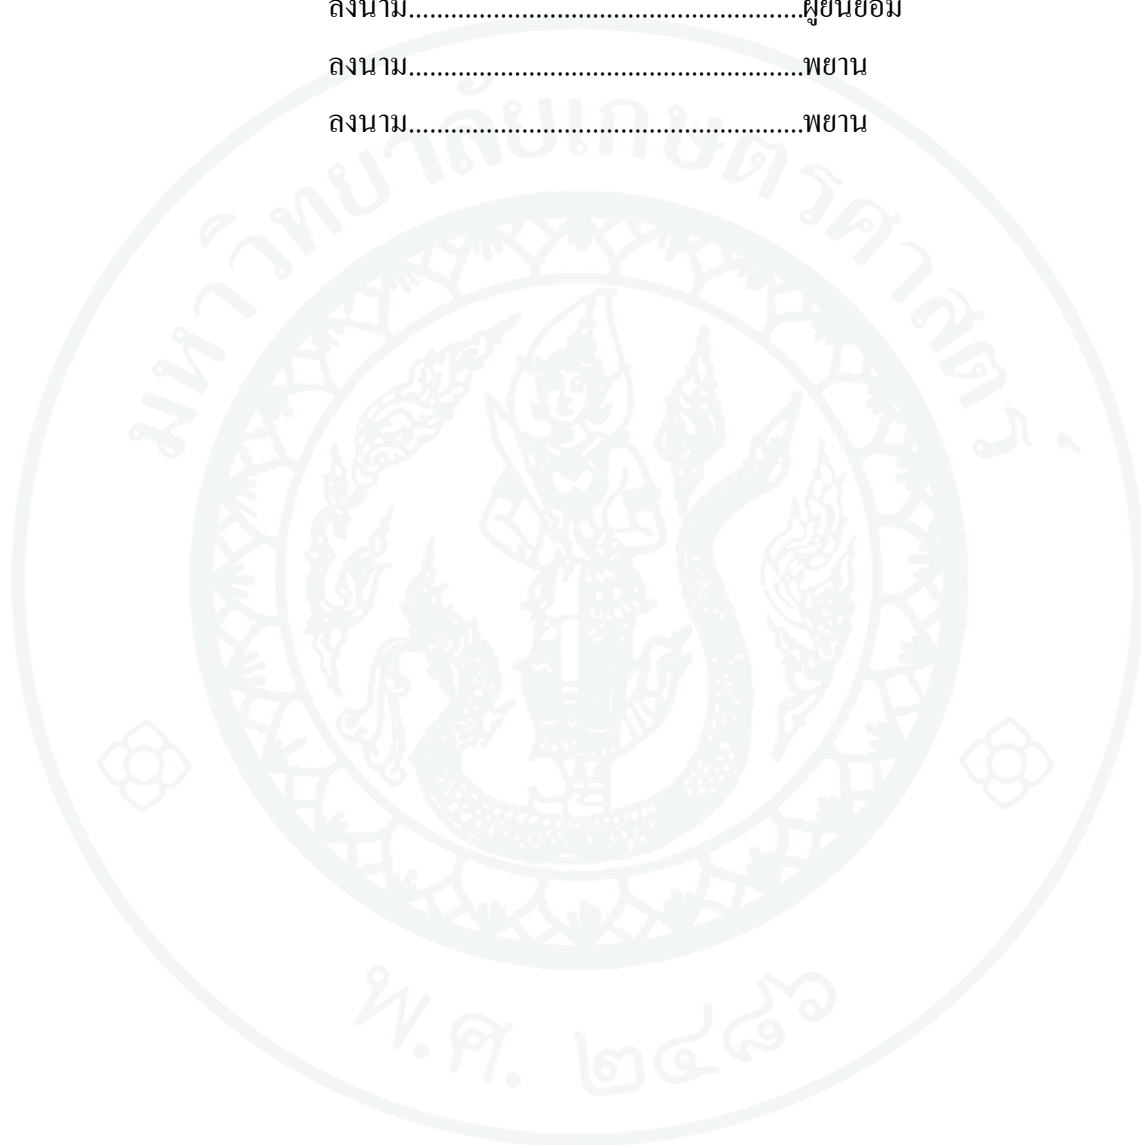 ลงนาม........................................................ผู้ยินยอม
ลงนาม........................................................พยาน
ลงนาม........................................................พยาน
มหาวิทยาลัยเกษตรศาสตร์
พ.ศ. ๒๔๘๖